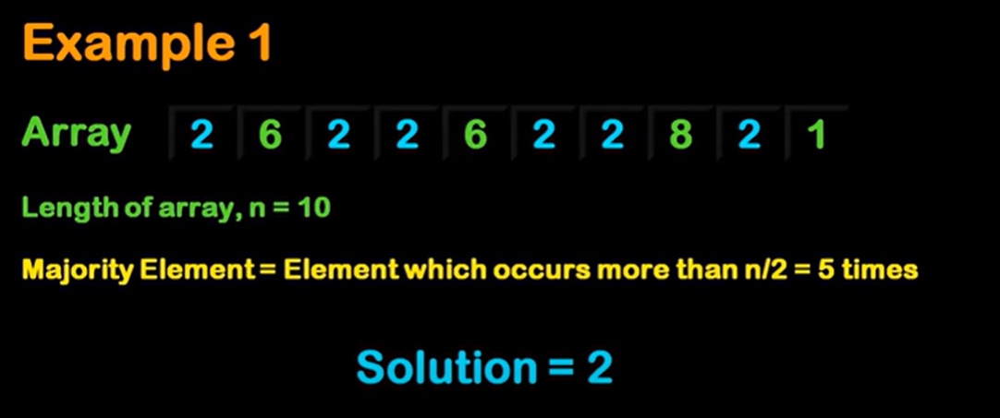 Example 1
Array 2 6 2 2 6 2 2 8 2 1
Length of array, n = 10
Majority Element = Element which occurs more than n/2 = 5 times
Solution = 2